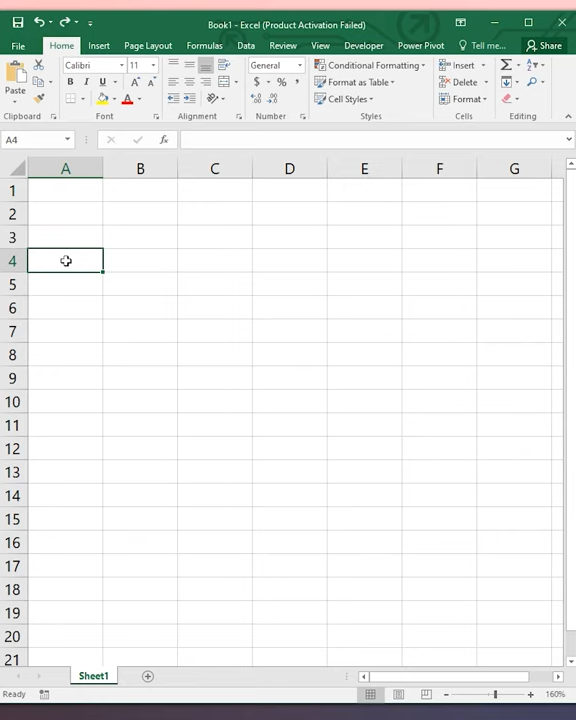 Book1 - Excel (Product Activation Failed)
File Home Insert Page Layout Formulas Data Review View Developer Power Pivot Tell me... Share
Paste
Calibri 11
B I U
A A
A
General
$ % ,
Conditional Formatting
Format as Table
Cell Styles
Insert
Delete
Format
Clipboard Font Alignment Number Styles Cells Editing
A4 fx
A B C D E F G
1
2
3
4
5
6
7
8
9
10
11
12
13
14
15
16
17
18
19
20
21
Sheet1
Ready 160%